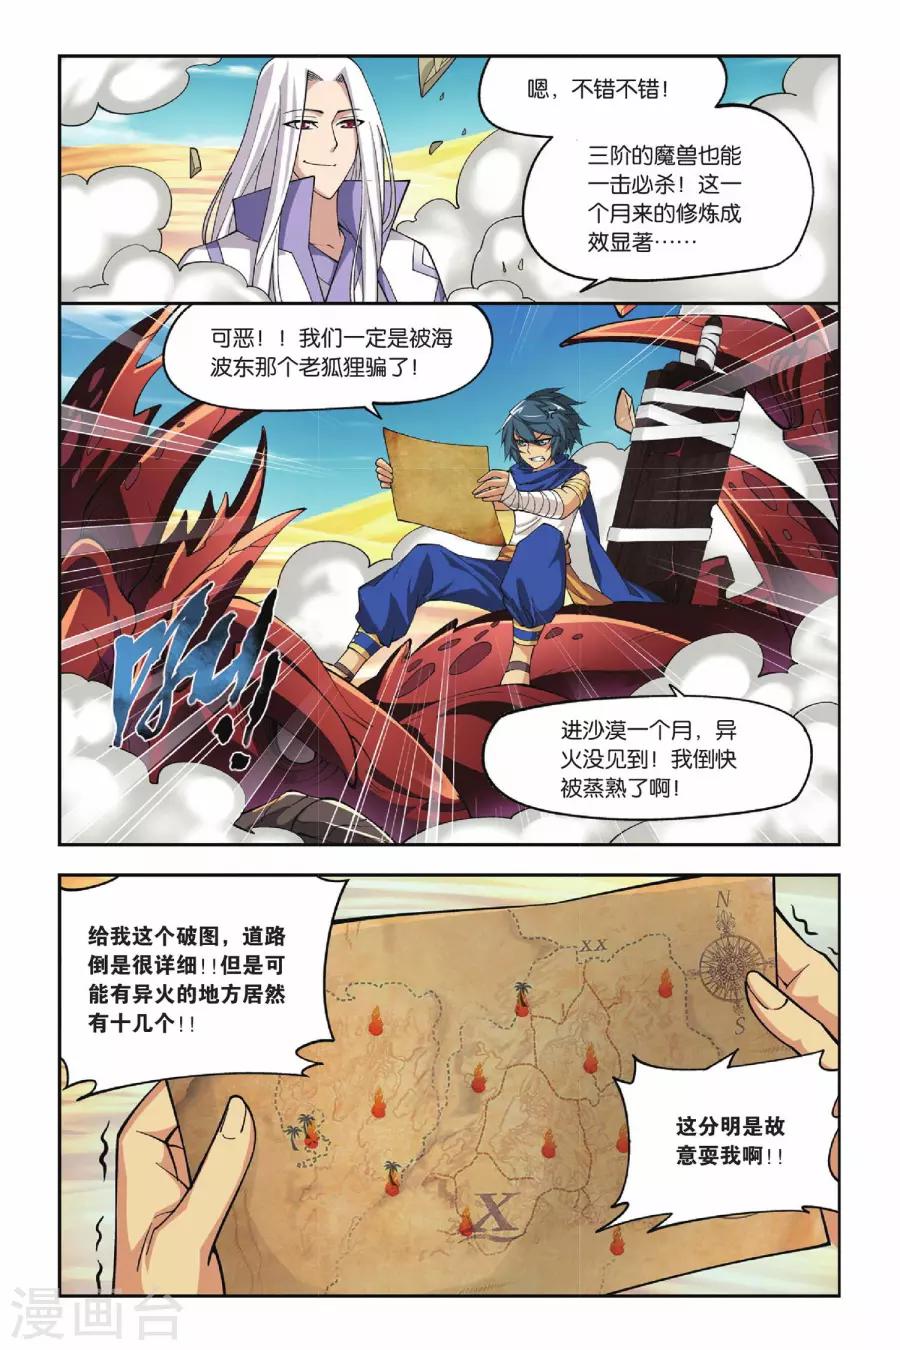 嗯，不错不错！
三阶的魔兽也能
一击必杀！这一
个月来的修炼成
效显著……
可恶！！我们一定是被海
波东那个老狐狸骗了！
进沙漠一个月，异
火没见到！我倒快
被蒸熟了啊！
给我这个破图，道路
倒是很详细！！但是可
能有异火的地方居然
有十几个！！
N
XX
S
这分明是故
意耍我啊！！
X
漫画台